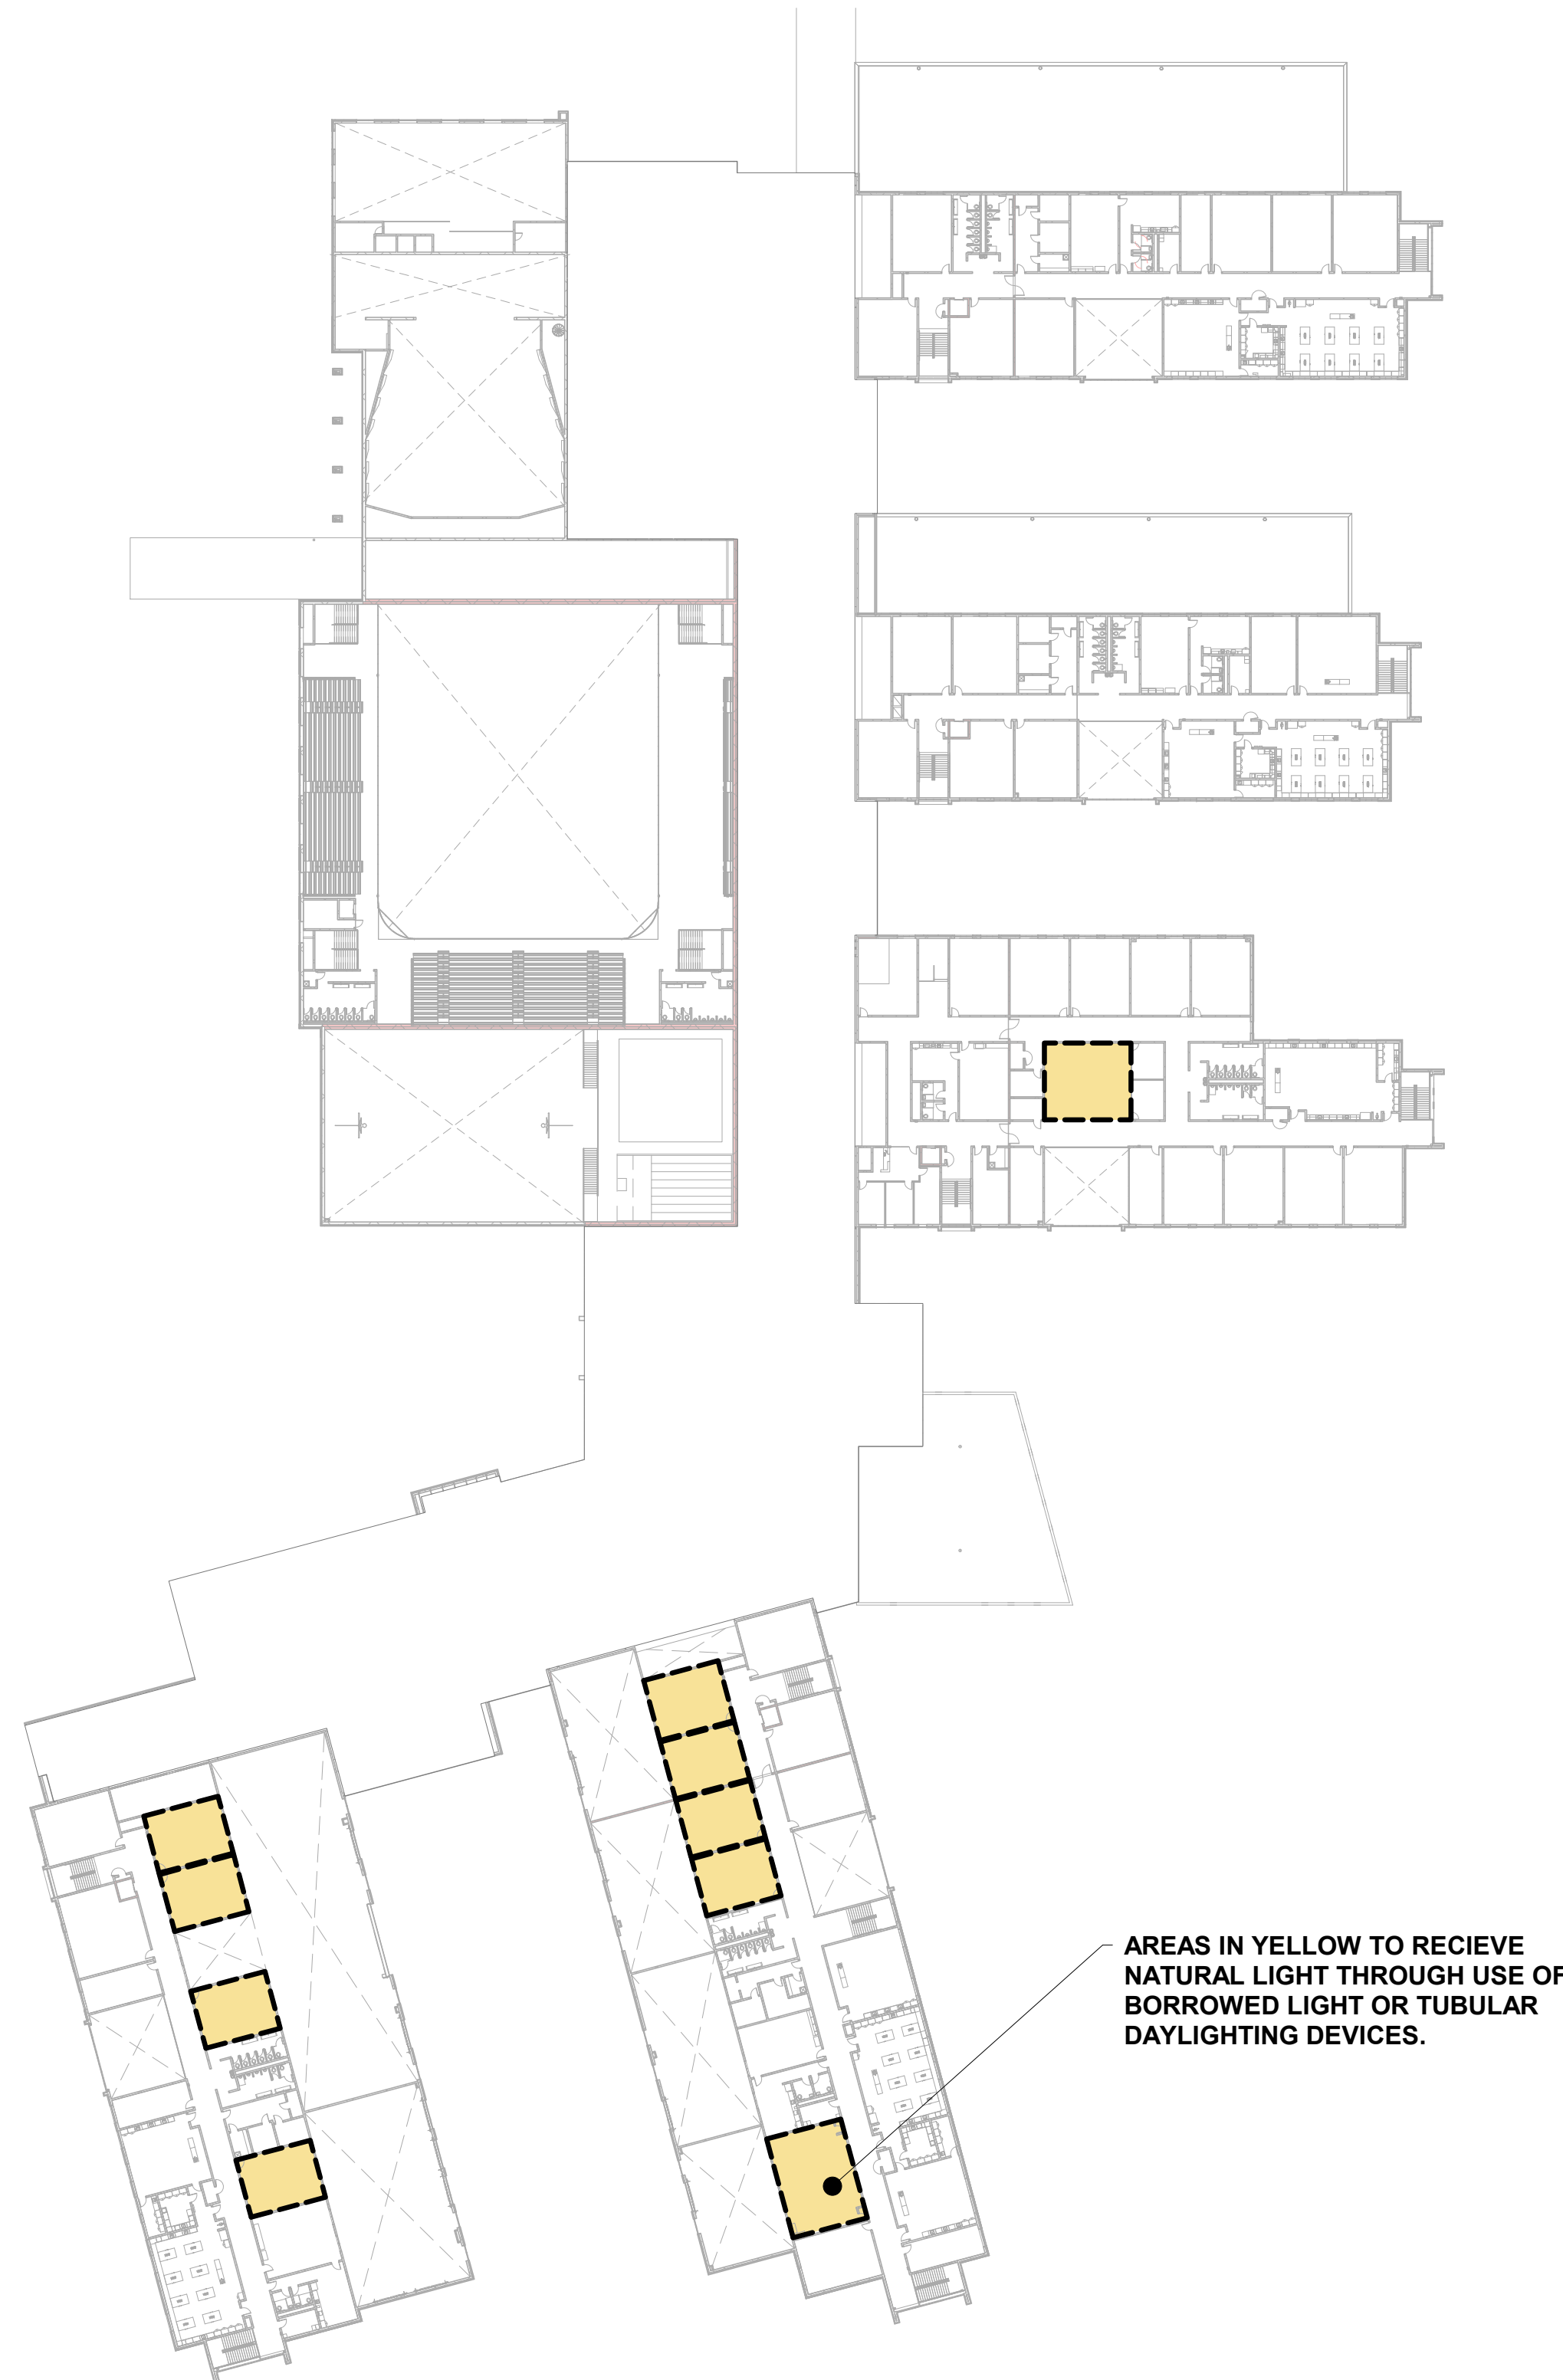 AREAS IN YELLOW TO RECIEVE
NATURAL LIGHT THROUGH USE OF
BORROWED LIGHT OR TUBULAR
DAYLIGHTING DEVICES.